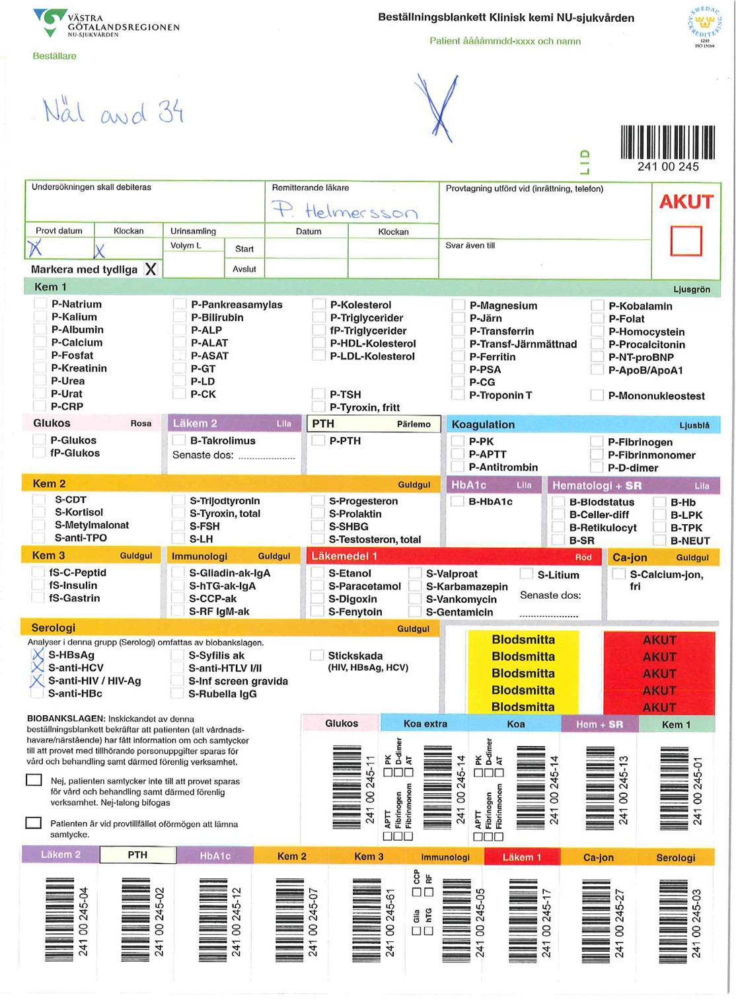 VÄSTRA
GÖTALANDSREGIONEN
NU-SJUKVÅRDEN
Beställningsblankett Klinisk kemi NU-sjukvården
SWEDAC
ACKREDITERING
1240
ISO 15189
Patient ååååmmdd-xxxx och namn
Beställare
Näl avd 34
X
LID
241 00 245
Undersökningen skall debiteras
Remitterande läkare
P. Helmersson
Provtagning utförd vid (inrättning, telefon)
AKUT
Provt datum Klockan Urinsamling Datum Klockan
X X Volym L Start
Svar även till
Markera med tydliga X Avslut
Kem 1 Ljusgrön
P-Natrium P-Pankreasamylas P-Kolesterol P-Magnesium P-Kobalamin
P-Kalium P-Bilirubin P-Triglycerider P-Järn P-Folat
P-Albumin P-ALP fP-Triglycerider P-Transferrin P-Homocystein
P-Calcium P-ALAT P-HDL-Kolesterol P-Transf-Järnmättnad P-Procalcitonin
P-Fosfat P-ASAT P-LDL-Kolesterol P-Ferritin P-NT-proBNP
P-Kreatinin P-GT P-PSA P-ApoB/ApoA1
P-Urea P-LD P-CG
P-Urat P-CK P-TSH P-Troponin T P-Mononukleostest
P-CRP P-Tyroxin, fritt
Glukos Rosa Läkem 2 Lila PTH Pärlemo Koagulation Ljusblå
P-Glukos B-Takrolimus P-PTH P-PK P-Fibrinogen
fP-Glukos Senaste dos: P-APTT P-Fibrinmonomer
P-Antitrombin P-D-dimer
Kem 2 Guldgul HbA1c Lila Hematologi + SR Lila
S-CDT S-Trijodtyronin S-Progesteron B-HbA1c B-Blodstatus B-Hb
S-Kortisol S-Tyroxin, total S-Prolaktin B-Celler-diff B-LPK
S-Metylmalonat S-FSH S-SHBG B-Retikulocyt B-TPK
S-anti-TPO S-LH S-Testosteron, total B-SR B-NEUT
Kem 3 Guldgul Immunologi Guldgul Läkemedel 1 Röd Ca-jon Guldgul
fS-C-Peptid S-Gliadin-ak-IgA S-Etanol S-Valproat S-Litium S-Calcium-jon,
fS-Insulin S-hTG-ak-IgA S-Paracetamol S-Karbamazepin fri
fS-Gastrin S-CCP-ak S-Digoxin S-Vankomycin Senaste dos:
S-RF IgM-ak S-Fenytoin S-Gentamicin
Serologi Guldgul
Analyser i denna grupp (Serologi) omfattas av biobankslagen.
X S-HBsAg S-Syfilis ak Stickskada
X S-anti-HCV S-anti-HTLV I/II (HIV, HBsAg, HCV)
X S-anti-HIV / HIV-Ag S-Inf screen gravida
S-anti-HBc S-Rubella IgG
Blodsmitta AKUT
Blodsmitta AKUT
Blodsmitta AKUT
Blodsmitta AKUT
Blodsmitta AKUT
BIOBANKSLAGEN: Inskickandet av denna
beställningsblankett bekräftar att patienten (alt vårdnads-
havare/närstående) har fått information om och samtycker
till att provet med tillhörande personuppgifter sparas för
vård och behandling samt därmed förenlig verksamhet.
Nej, patienten samtycker inte till att provet sparas
för vård och behandling samt därmed förenlig
verksamhet. Nej-talong bifogas
Patienten är vid provtillfället oförmögen att lämna
samtycke.
Glukos Koa extra Koa Hem + SR Kem 1
241 00 245-11
PK D-dimer AT
APTT Fibrinogen Fibrinmonom
241 00 245-14
PK D-dimer AT
APTT Fibrinogen Fibrinmonom
241 00 245-14
241 00 245-13
241 00 245-01
Läkem 2 PTH HbA1c Kem 2 Kem 3 Immunologi Läkem 1 Ca-jon Serologi
241 00 245-04
241 00 245-02
241 00 245-12
241 00 245-07
241 00 245-61
CCP RF
Glia hTG
241 00 245-05
241 00 245-17
241 00 245-27
241 00 245-03